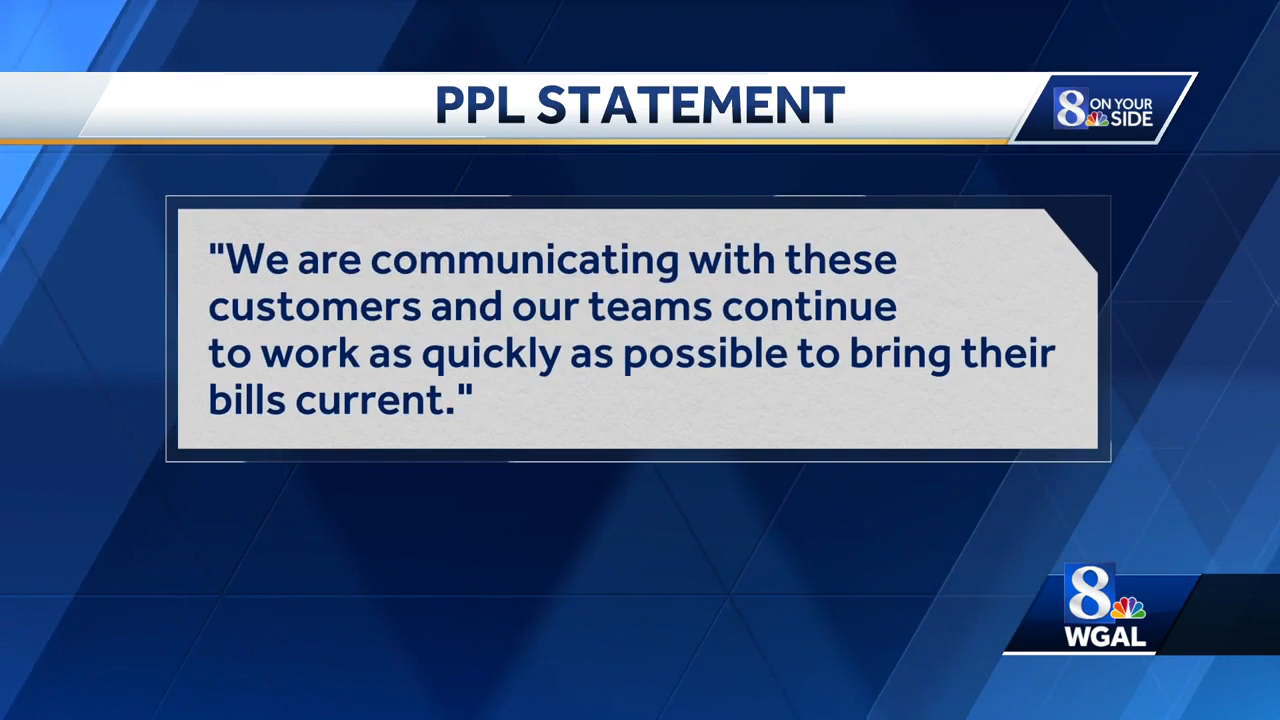 PPL STATEMENT
8 ON YOUR
SIDE
"We are communicating with these
customers and our teams continue
to work as quickly as possible to bring their
bills current."
8
WGAL